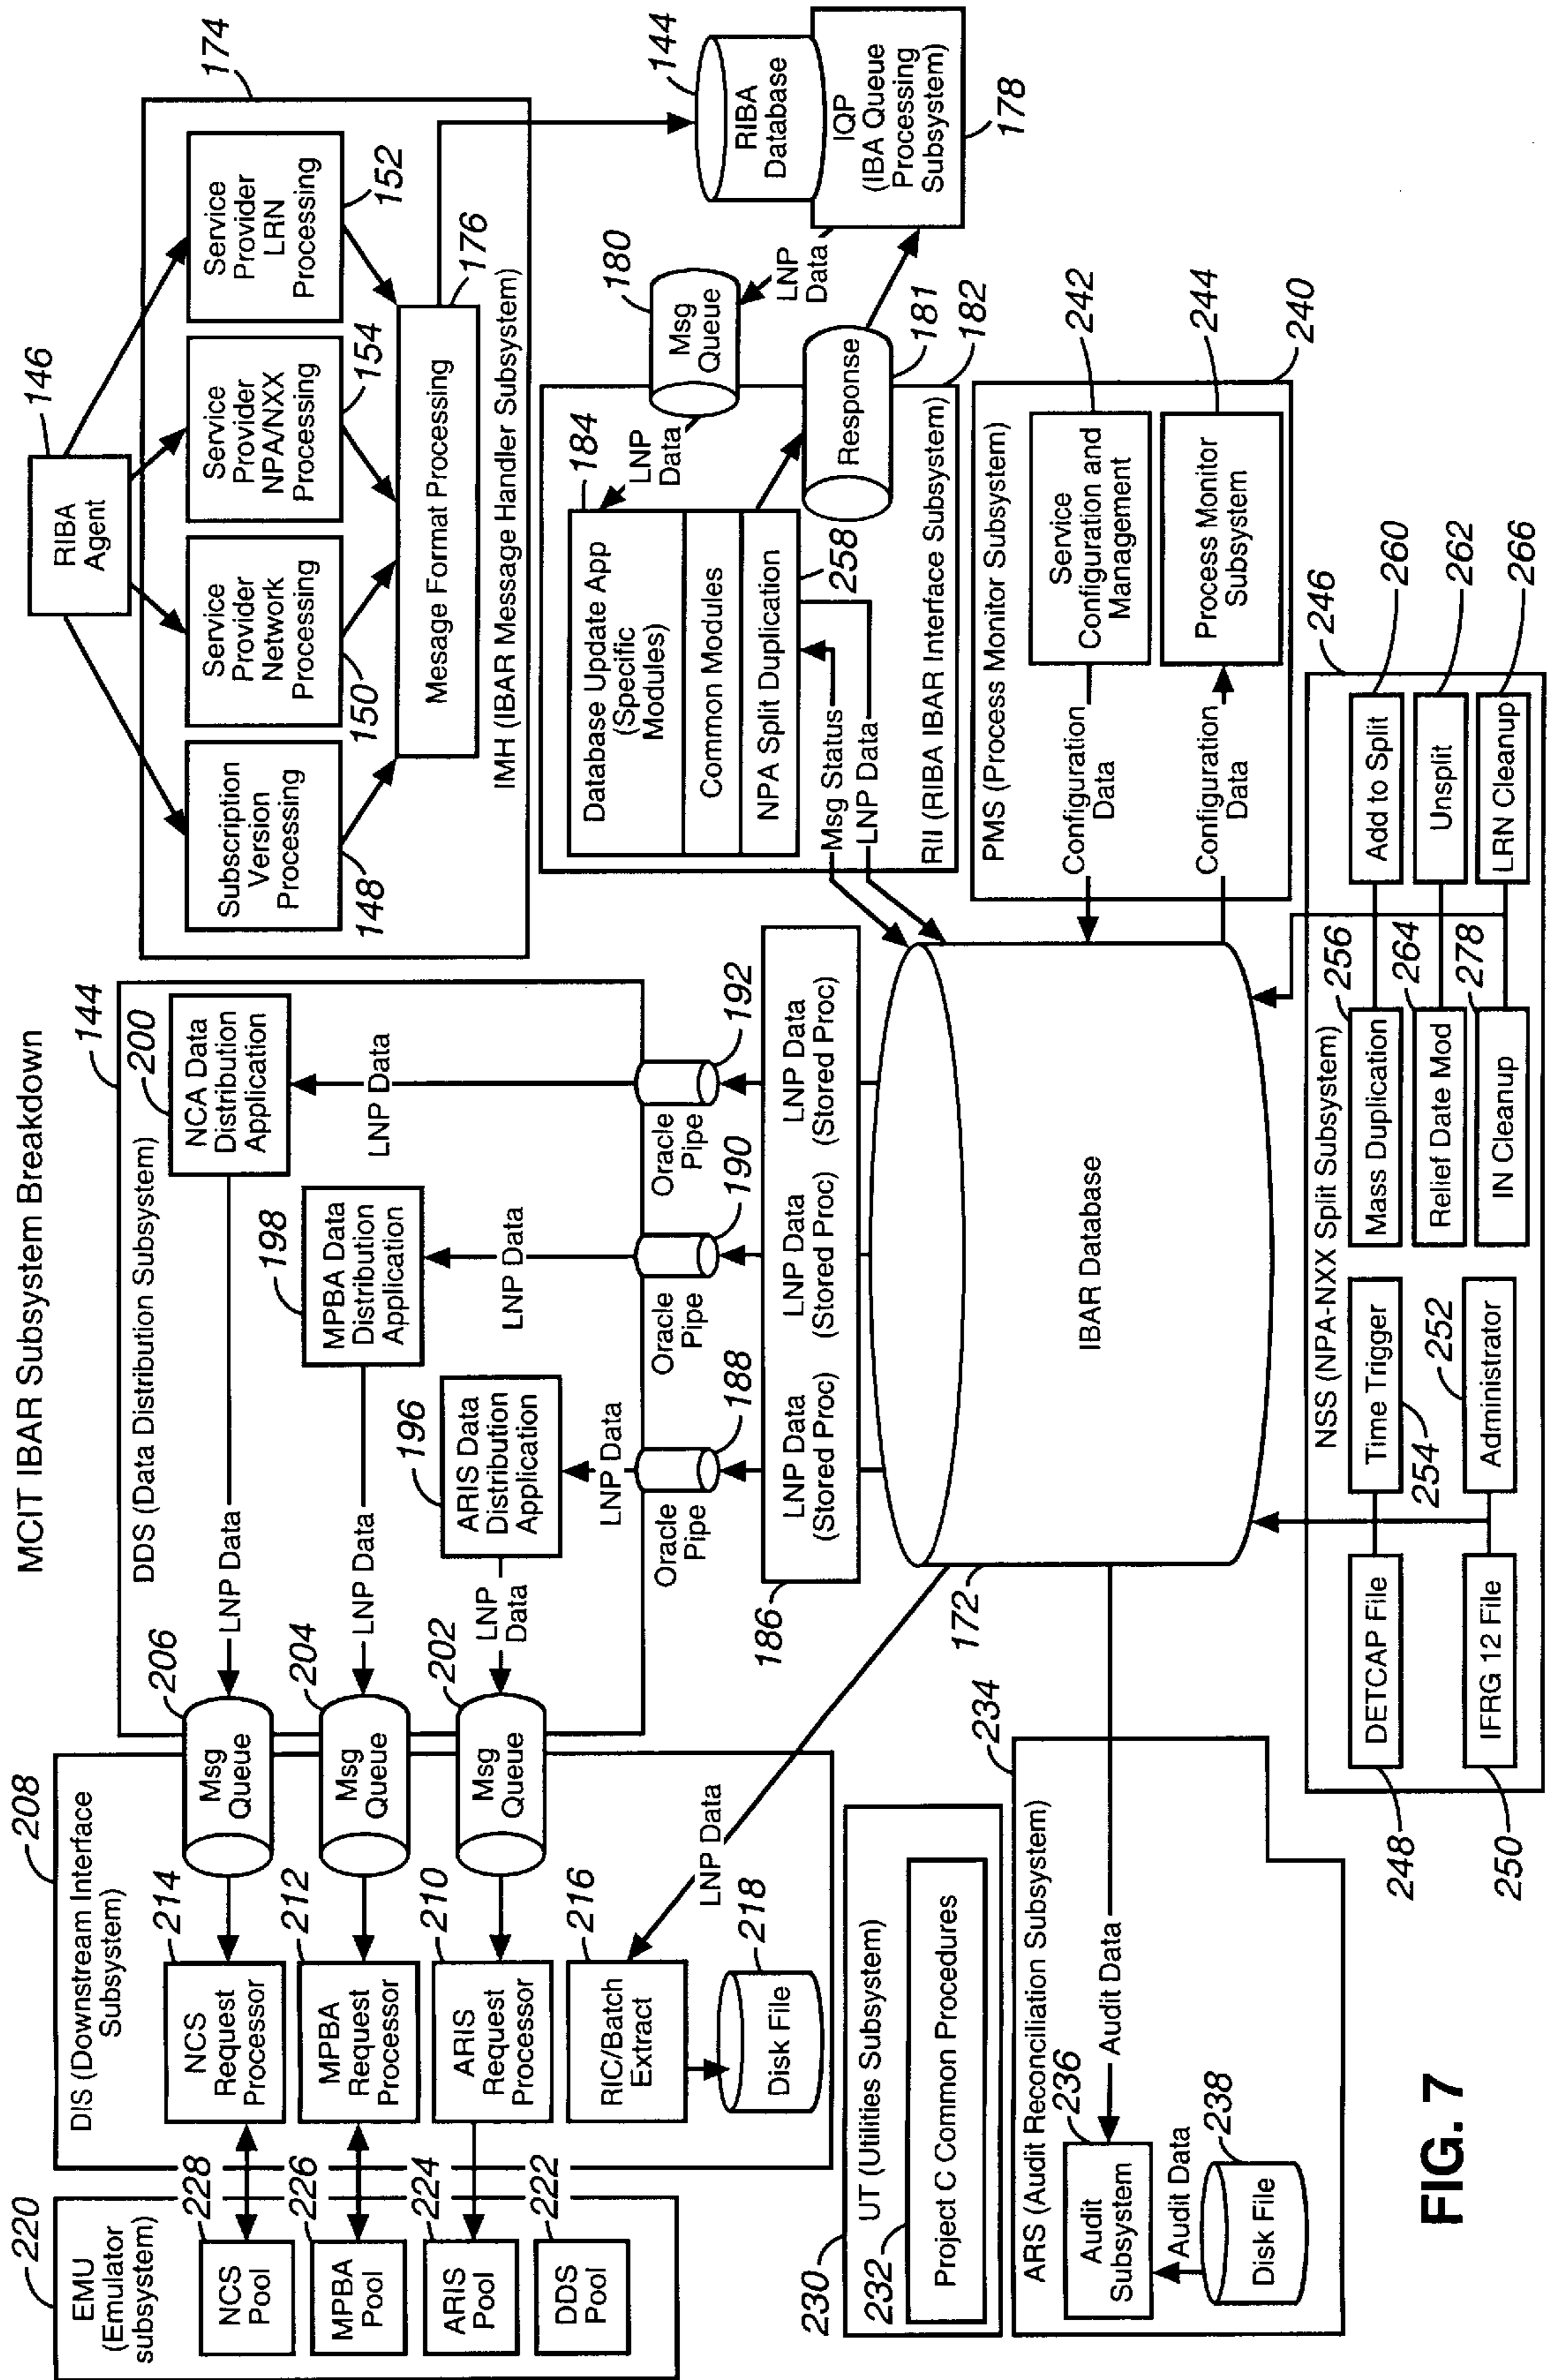 MCIT IBAR Subsystem Breakdown
220
EMU
(Emulator
subsystem)
NCS
Pool
228
MPBA
Pool
226
ARIS
Pool
224
DDS
Pool
222
208
DIS (Downstream Interface
Subsystem)
214
NCS
Request
Processor
212
MPBA
Request
Processor
210
ARIS
Request
Processor
216
RIC/Batch
Extract
218
Disk File
LNP Data
206
Msg
Queue
204
Msg
Queue
202
Msg
Queue
144
DDS (Data Distribution Subsystem)
LNP Data
LNP Data
LNP
Data
200
NCA Data
Distribution
Application
198
MPBA Data
Distribution
Application
196
ARIS Data
Distribution
Application
LNP Data
LNP Data
LNP Data
Oracle
Pipe
188
Oracle
Pipe
190
Oracle
Pipe
192
186
LNP Data
(Stored Proc)
LNP Data
(Stored Proc)
LNP Data
(Stored Proc)
IBAR Database
172
146
RIBA
Agent
174
Subscription
Version
Processing
148
Service
Provider
Network
Processing
150
Service
Provider
NPA/NXX
Processing
154
Service
Provider
LRN
Processing
152
Message Format Processing
176
IMH (IBAR Message Handler Subsystem)
144
RIBA
Database
IQP
(IBA Queue
Processing
Subsystem)
178
180
Msg
Queue
LNP
Data
LNP
Data
184
Database Update App
(Specific
Modules)
Common Modules
NPA Split Duplication
258
Response
181
182
Msg Status
LNP Data
RII (RIBA IBAR Interface Subsystem)
PMS (Process Monitor Subsystem)
Service
Configuration and
Management
242
Process Monitor
Subsystem
244
240
Configuration
Data
Configuration
Data
230
UT (Utilities Subsystem)
232
Project C Common Procedures
234
ARS (Audit Reconciliation Subsystem)
236
Audit
Subsystem
Audit Data
Audit Data
238
Disk File
246
NSS (NPA-NXX Split Subsystem)
248
DETCAP File
250
IFRG 12 File
Time Trigger
254
252
Administrator
256
Mass Duplication
264
Relief Date Mod
278
IN Cleanup
Add to Split
260
Unsplit
262
LRN Cleanup
266
FIG. 7